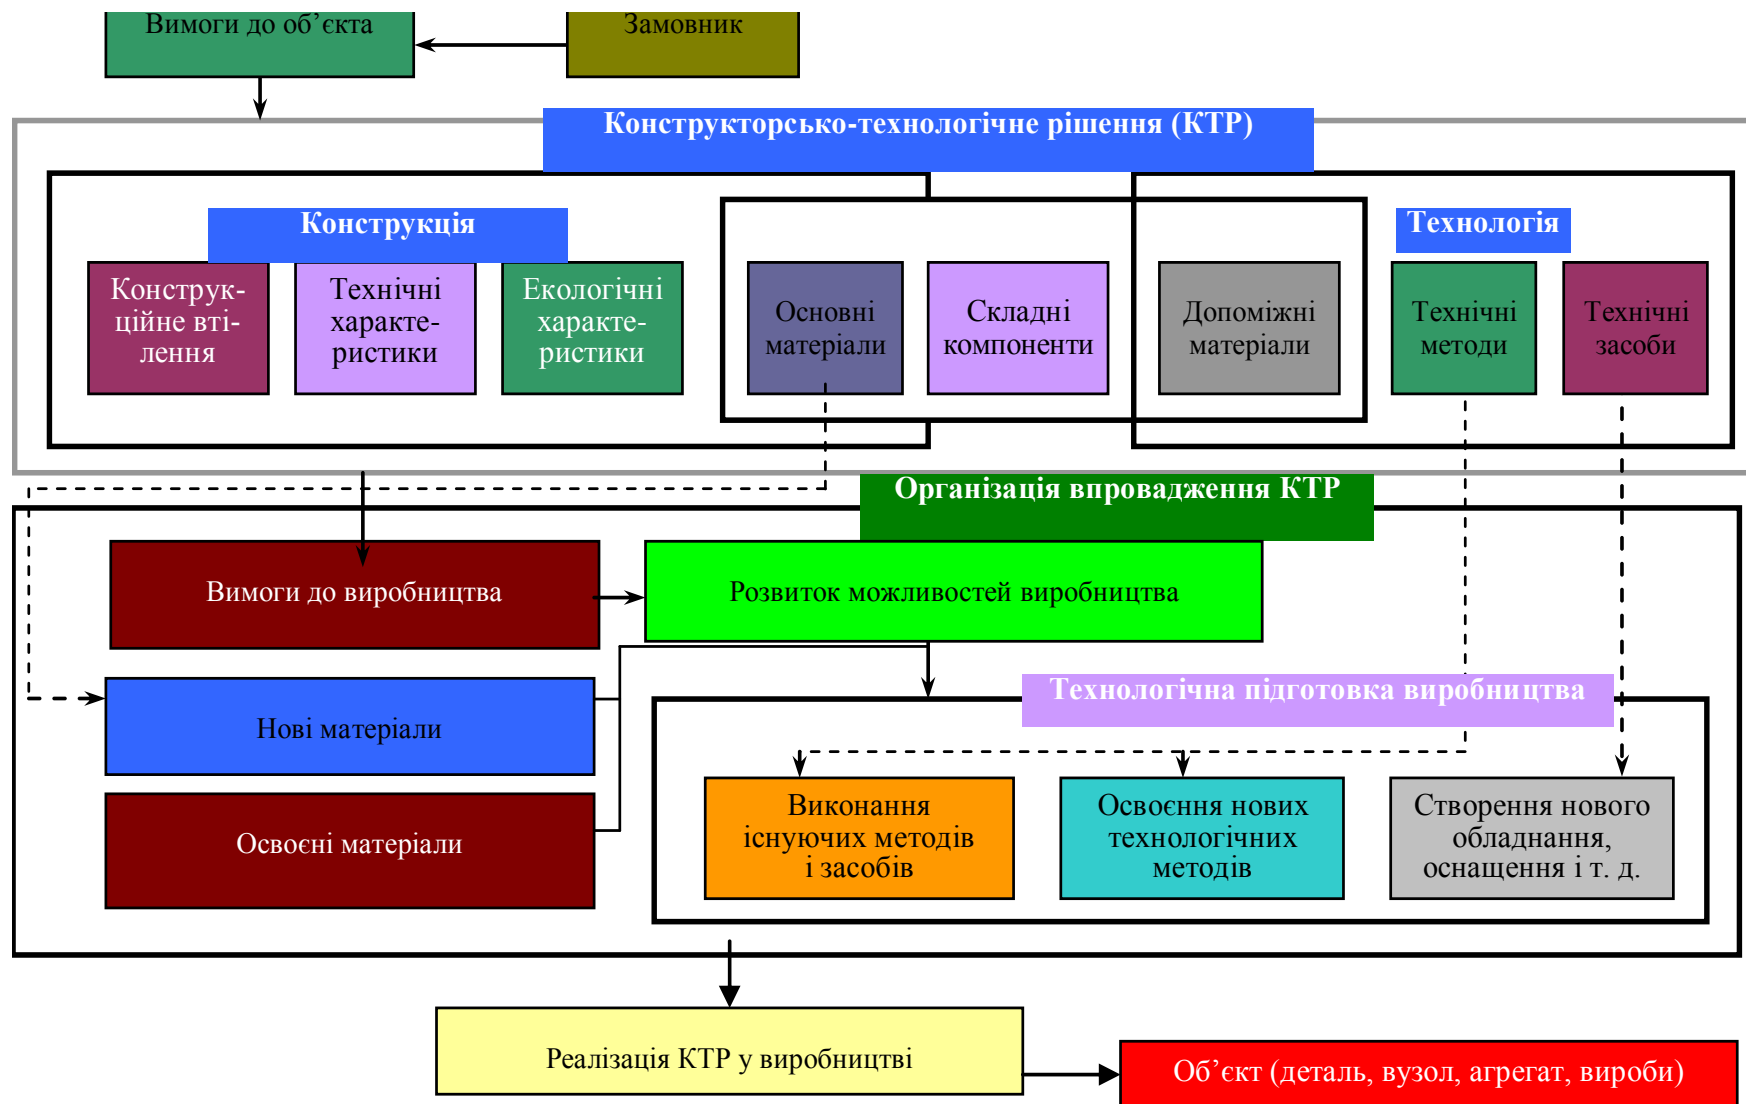 Вимоги до об’єкта
Замовник
Конструкторсько-технологічне рішення (КТР)
Конструкція
Технологія
Конструк-
ційне вті-
лення
Технічні
характе-
ристики
Екологічні
характе-
ристики
Основні
матеріали
Складні
компоненти
Допоміжні
матеріали
Технічні
методи
Технічні
засоби
Організація впровадження КТР
Вимоги до виробництва
Розвиток можливостей виробництва
Нові матеріали
Технологічна підготовка виробництва
Освоєні матеріали
Виконання
існуючих методів
і засобів
Освоєння нових
технологічних
методів
Створення нового
обладнання,
оснащення і т. д.
Реалізація КТР у виробництві
Об’єкт (деталь, вузол, агрегат, вироби)